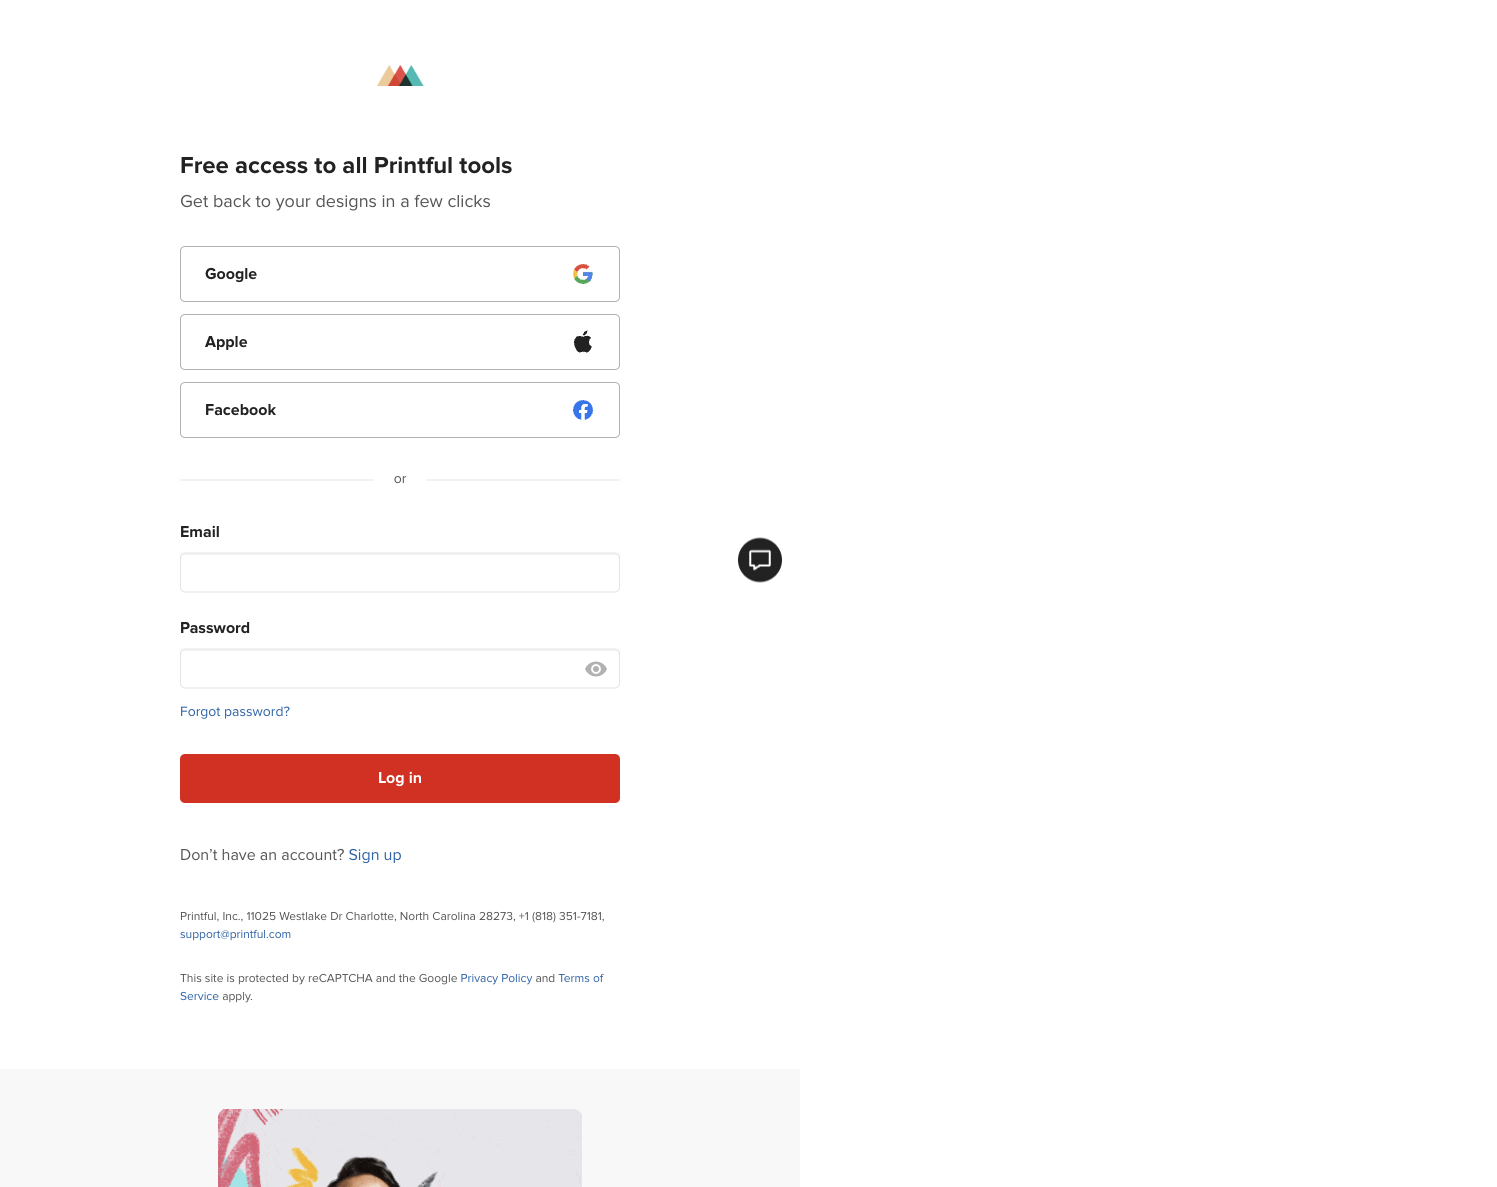 Free access to all Printful tools
Get back to your designs in a few clicks
Google
Apple
Facebook
or
Email
Password
Forgot password?
Log in
Don’t have an account? Sign up
Printful, Inc., 11025 Westlake Dr Charlotte, North Carolina 28273, +1 (818) 351-7181,
support@printful.com
This site is protected by reCAPTCHA and the Google Privacy Policy and Terms of
Service apply.